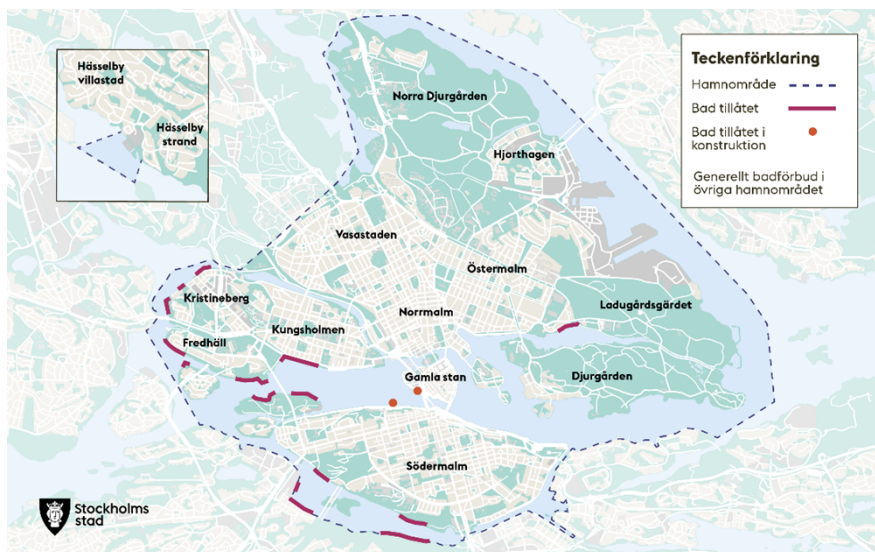 Hässelby
villastad
Hässelby
strand
Teckenförklaring
Hamnområde
Bad tillåtet
Bad tillåtet i
konstruktion
Generellt badförbud i
övriga hamnområdet
Norra Djurgården
Hjorthagen
Vasastaden
Östermalm
Kristineberg
Ladugårdsgärdet
Norrmalm
Kungsholmen
Fredhäll
Gamla stan
Djurgården
Södermalm
Stockholms
stad